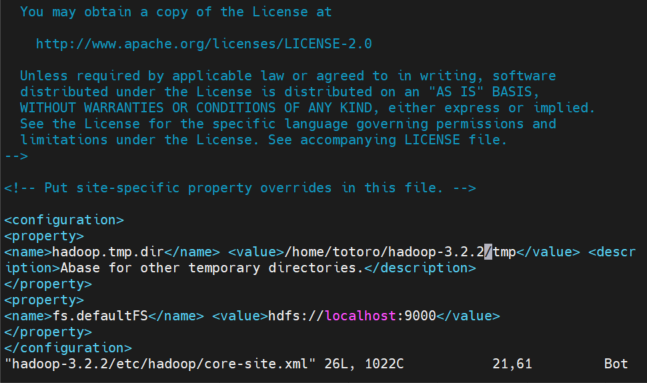 You may obtain a copy of the License at
http://www.apache.org/licenses/LICENSE-2.0
Unless required by applicable law or agreed to in writing, software
distributed under the License is distributed on an "AS IS" BASIS,
WITHOUT WARRANTIES OR CONDITIONS OF ANY KIND, either express or implied.
See the License for the specific language governing permissions and
limitations under the License. See accompanying LICENSE file.
-->
<!-- Put site-specific property overrides in this file. -->
<configuration>
<property>
<name>hadoop.tmp.dir</name> <value>/home/totoro/hadoop-3.2.2/tmp</value> <descr
iption>Abase for other temporary directories.</description>
</property>
<property>
<name>fs.defaultFS</name> <value>hdfs://localhost:9000</value>
</property>
</configuration>
"hadoop-3.2.2/etc/hadoop/core-site.xml" 26L, 1022C 21,61 Bot